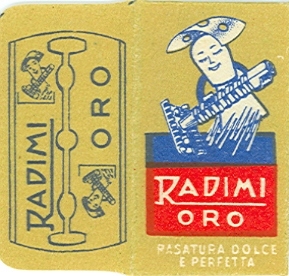 RADIMI
ORO
RADIMI
ORO
RASATURA DOLCE
E PERFETTA